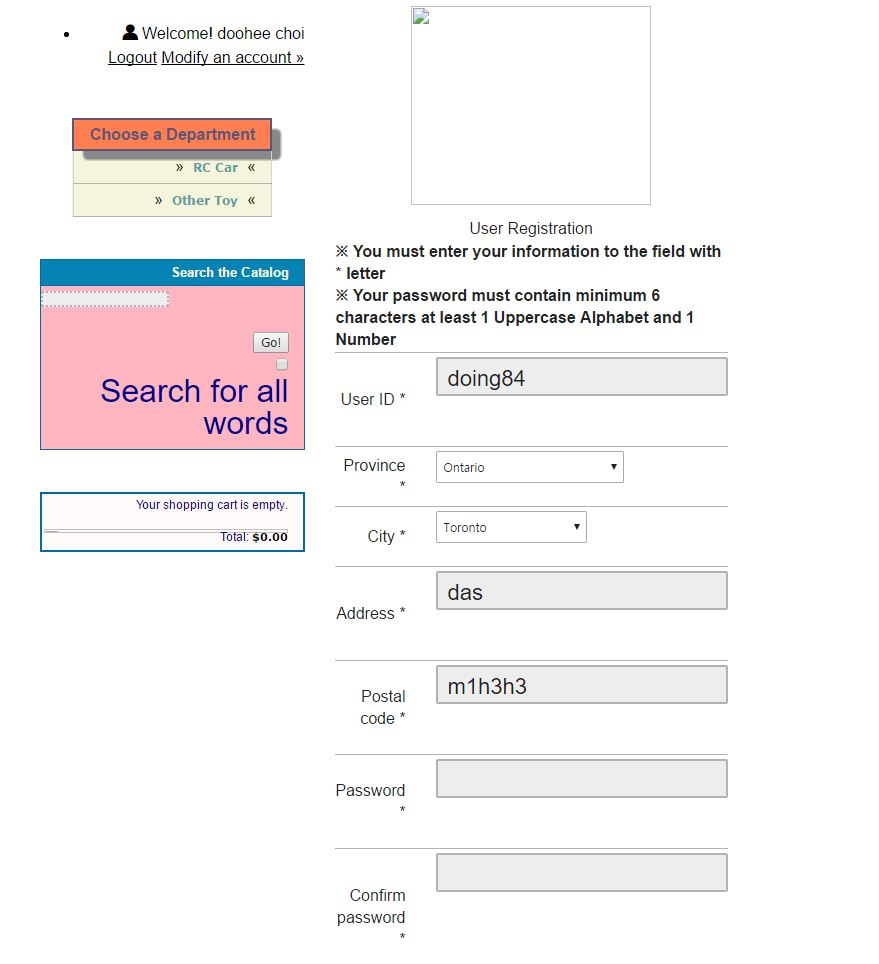 Welcome! doohee choi
Logout Modify an account »
Choose a Department
» RC Car «
» Other Toy «
Search the Catalog
Go!
Search for all
words
Your shopping cart is empty.
Total: $0.00
User Registration
※ You must enter your information to the field with
* letter
※ Your password must contain minimum 6
characters at least 1 Uppercase Alphabet and 1
Number
User ID *
doing84
Province
*
Ontario
City *
Toronto
Address *
das
Postal
code *
m1h3h3
Password
*
Confirm
password
*